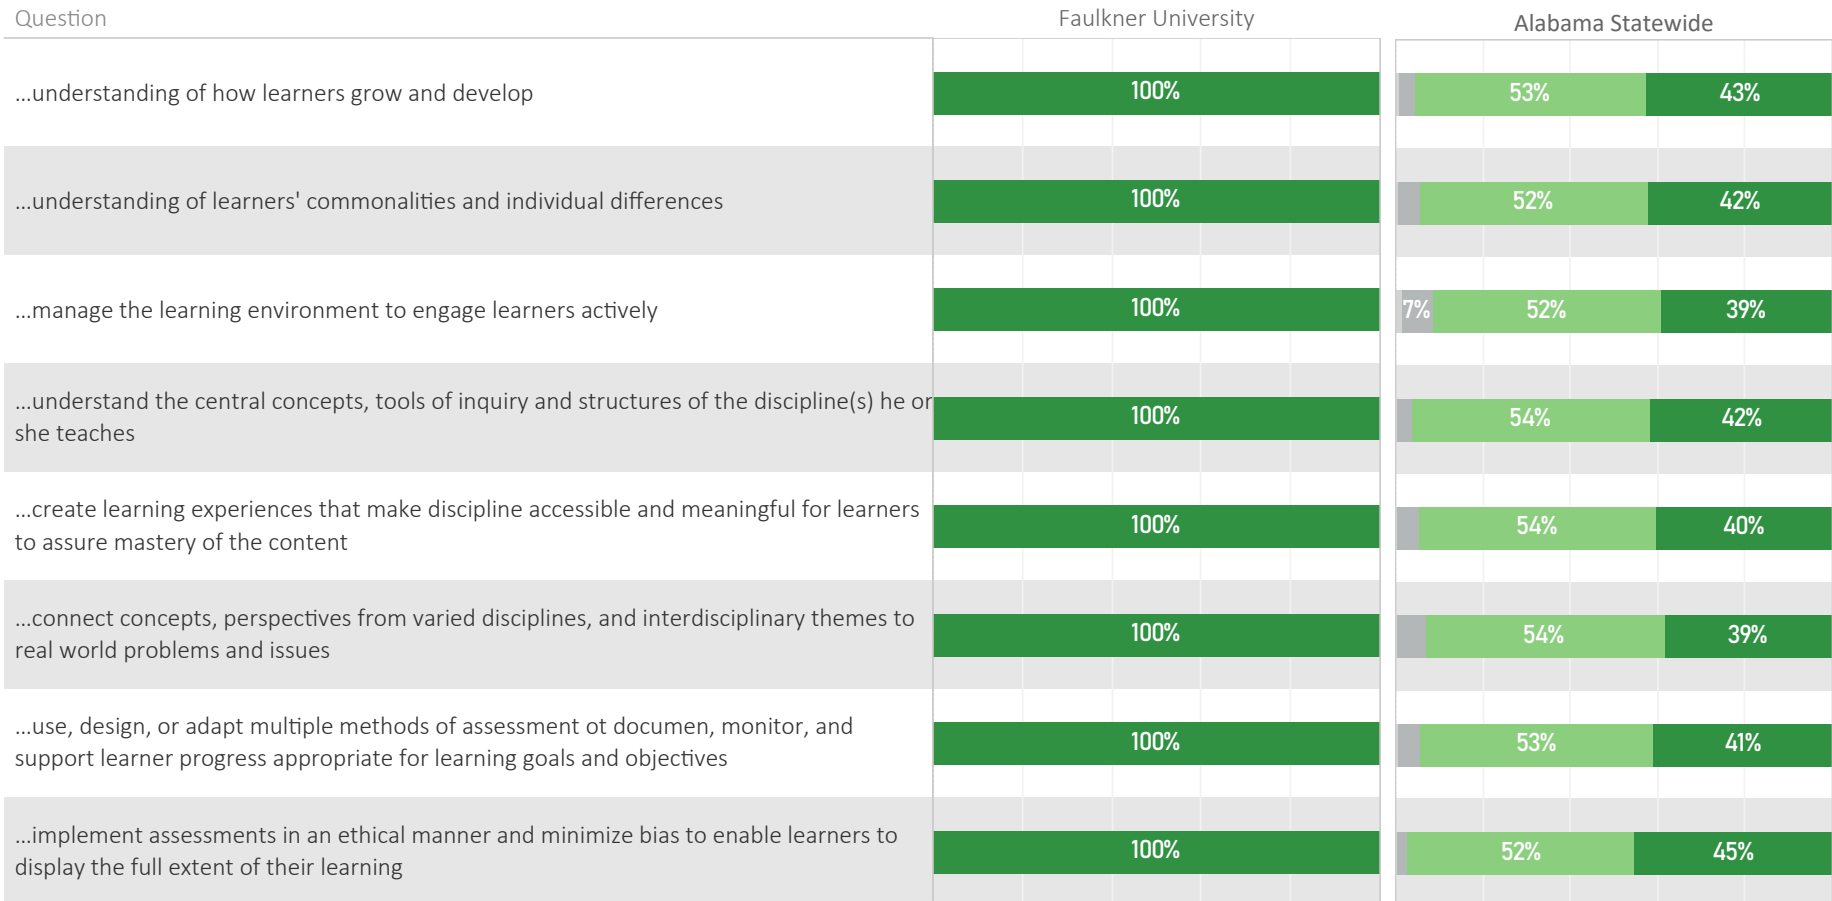 Question Faulkner University Alabama Statewide
...understanding of how learners grow and develop 100% 53% 43%
...understanding of learners' commonalities and individual differences 100% 52% 42%
...manage the learning environment to engage learners actively 100% 7% 52% 39%
...understand the central concepts, tools of inquiry and structures of the discipline(s) he or
she teaches
100% 54% 42%
...create learning experiences that make discipline accessible and meaningful for learners
to assure mastery of the content
100% 54% 40%
...connect concepts, perspectives from varied disciplines, and interdisciplinary themes to
real world problems and issues
100% 54% 39%
...use, design, or adapt multiple methods of assessment ot documen, monitor, and
support learner progress appropriate for learning goals and objectives
100% 53% 41%
...implement assessments in an ethical manner and minimize bias to enable learners to
display the full extent of their learning
100% 52% 45%